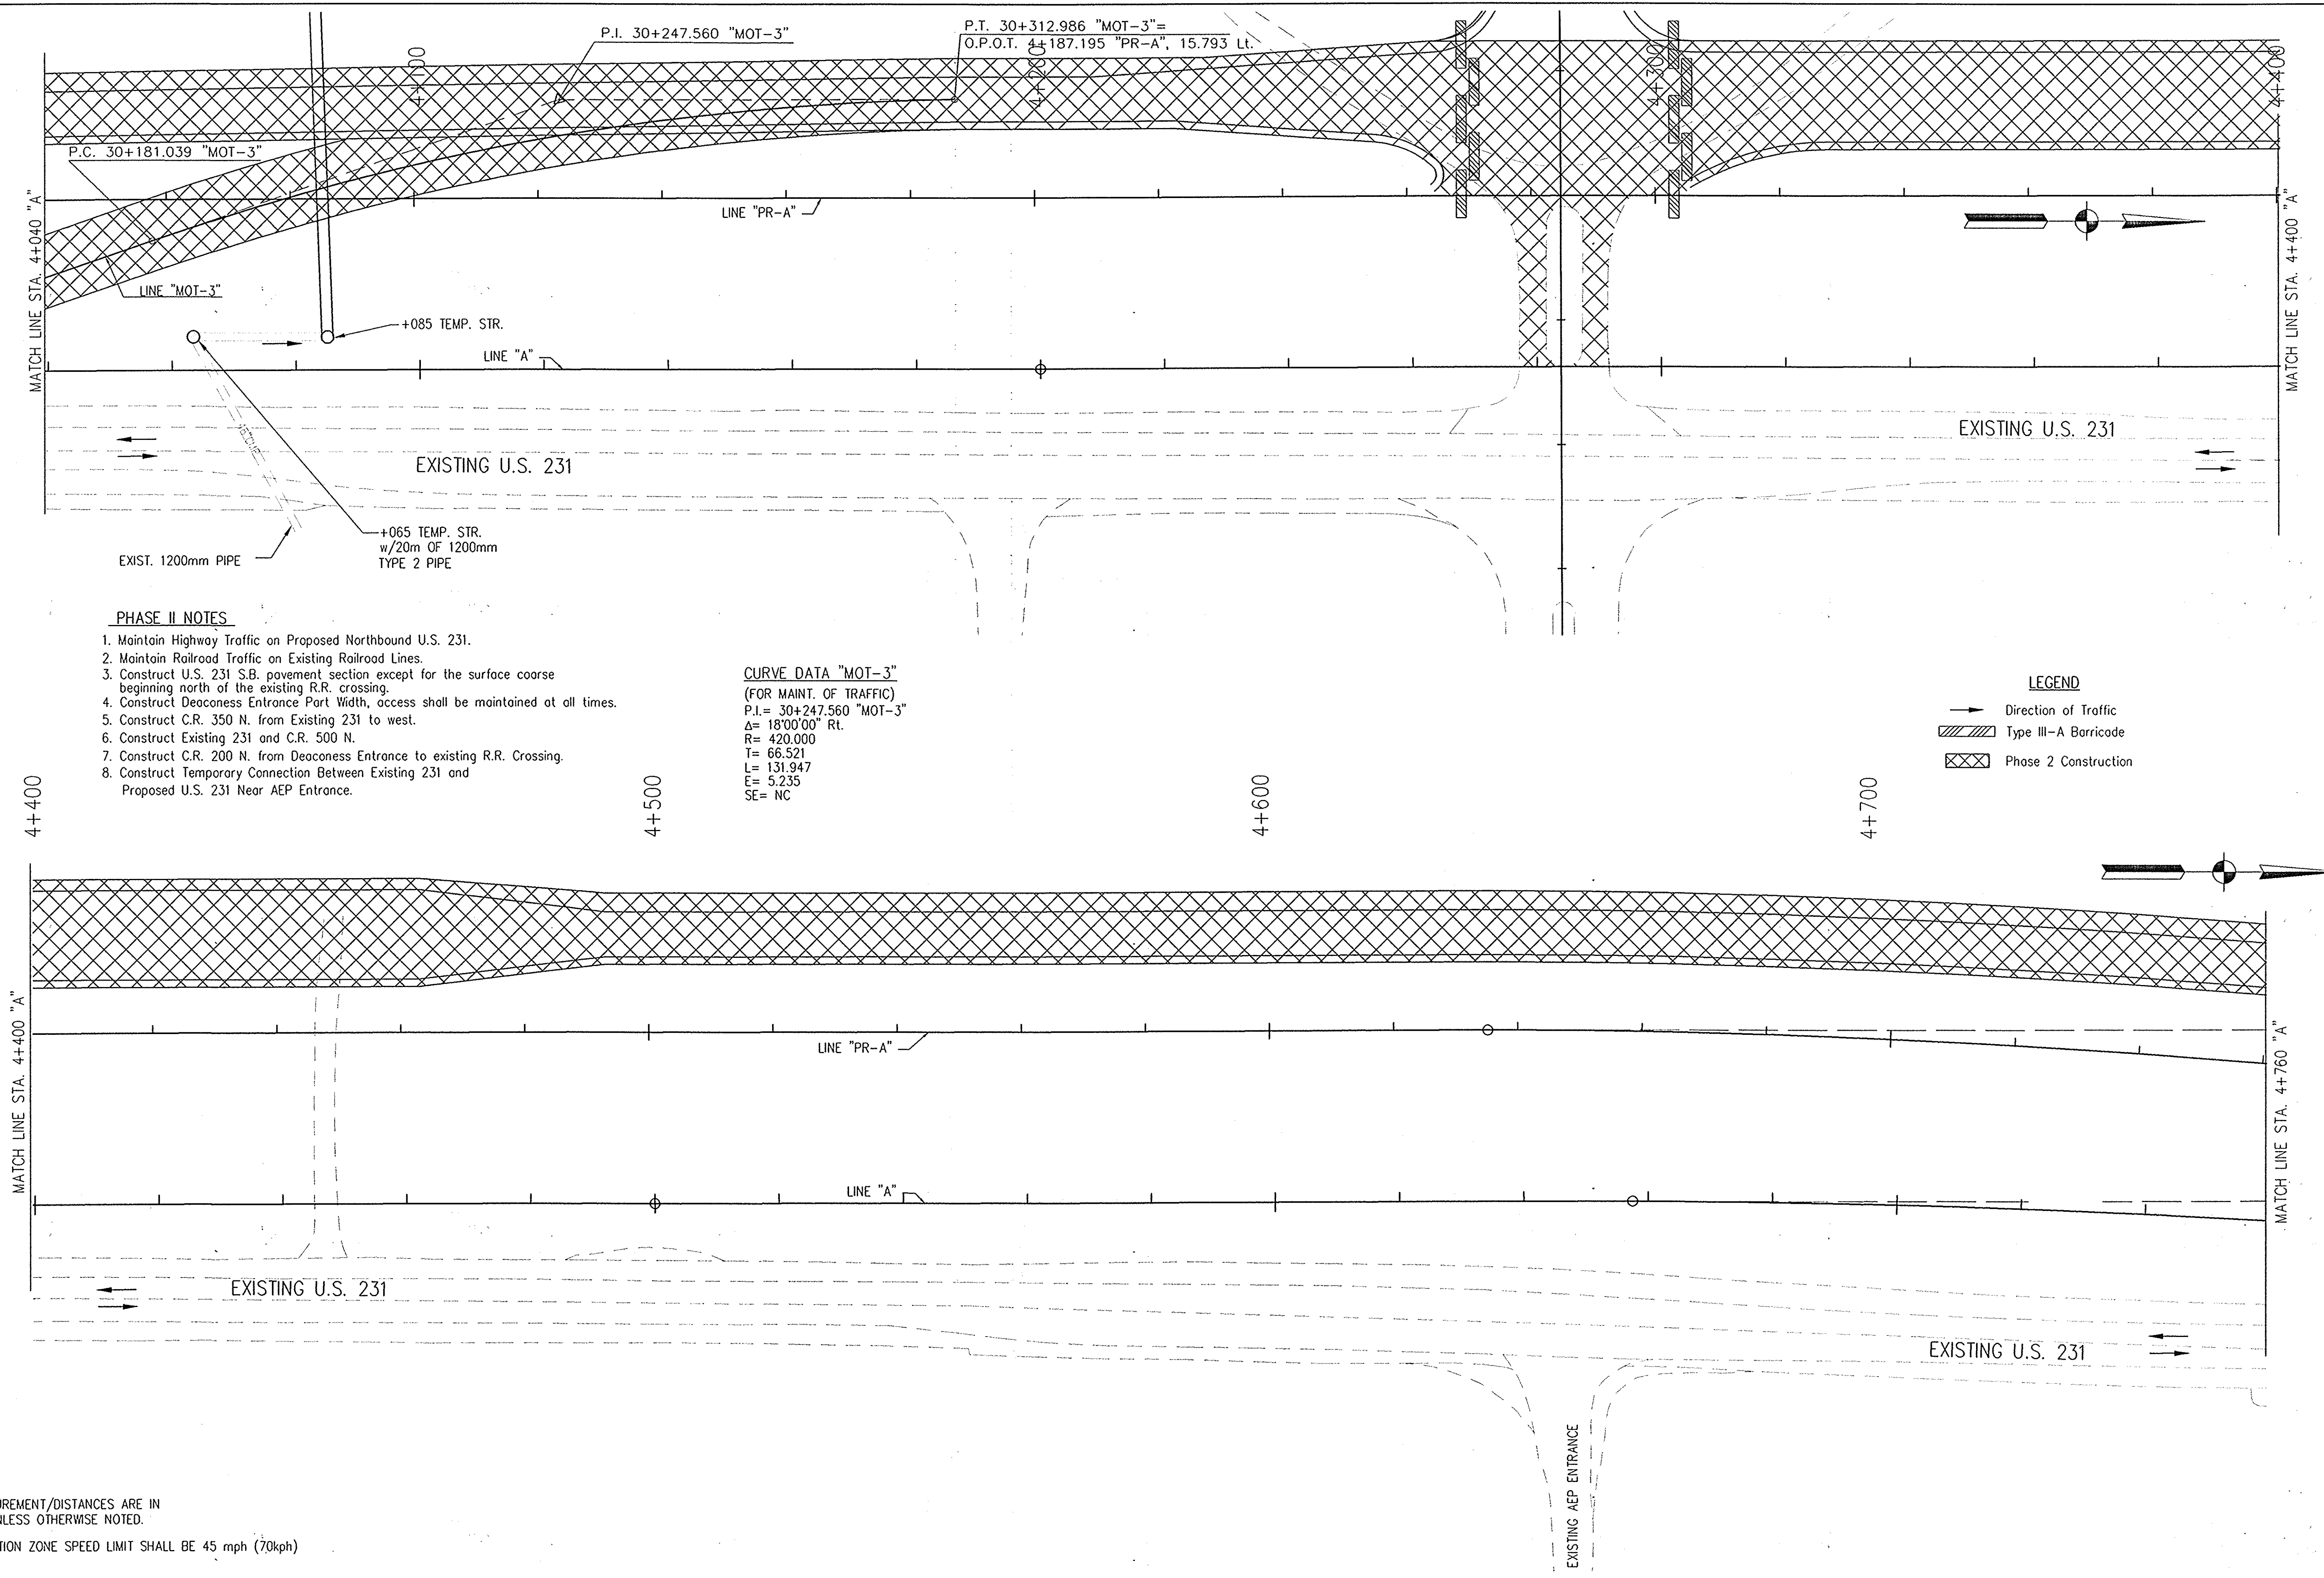 P.I. 30+247.560 "MOT-3"
P.T. 30+312.986 "MOT-3"=
O.P.O.T. 4+187.195 "PR-A", 15.793 Lt.
4+100
4+200
4+300
4+400
P.C. 30+181.039 "MOT-3"
MATCH LINE STA. 4+040 "A"
LINE "PR-A"
MATCH LINE STA. 4+400 "A"
LINE "MOT-3"
+085 TEMP. STR.
LINE "A"
EXISTING U.S. 231
EXISTING U.S. 231
+065 TEMP. STR.
w/20m OF 1200mm
TYPE 2 PIPE
EXIST. 1200mm PIPE
PHASE II NOTES
1. Maintain Highway Traffic on Proposed Northbound U.S. 231.
2. Maintain Railroad Traffic on Existing Railroad Lines.
3. Construct U.S. 231 S.B. pavement section except for the surface coarse
beginning north of the existing R.R. crossing.
4. Construct Deaconess Entrance Part Width, access shall be maintained at all times.
5. Construct C.R. 350 N. from Existing 231 to west.
6. Construct Existing 231 and C.R. 500 N.
7. Construct C.R. 200 N. from Deaconess Entrance to existing R.R. Crossing.
8. Construct Temporary Connection Between Existing 231 and
Proposed U.S. 231 Near AEP Entrance.
CURVE DATA "MOT-3"
(FOR MAINT. OF TRAFFIC)
P.I.= 30+247.560 "MOT-3"
Δ= 18°00'00" Rt.
R= 420.000
T= 66.521
L= 131.947
E= 5.235
SE= NC
LEGEND
Direction of Traffic
Type III-A Barricade
Phase 2 Construction
4+400
4+500
4+600
4+700
MATCH LINE STA. 4+400 "A"
LINE "PR-A"
MATCH LINE STA. 4+760 "A"
LINE "A"
EXISTING U.S. 231
EXISTING U.S. 231
EXISTING AEP ENTRANCE
UREMENT/DISTANCES ARE IN
NLESS OTHERWISE NOTED.
TION ZONE SPEED LIMIT SHALL BE 45 mph (70kph)